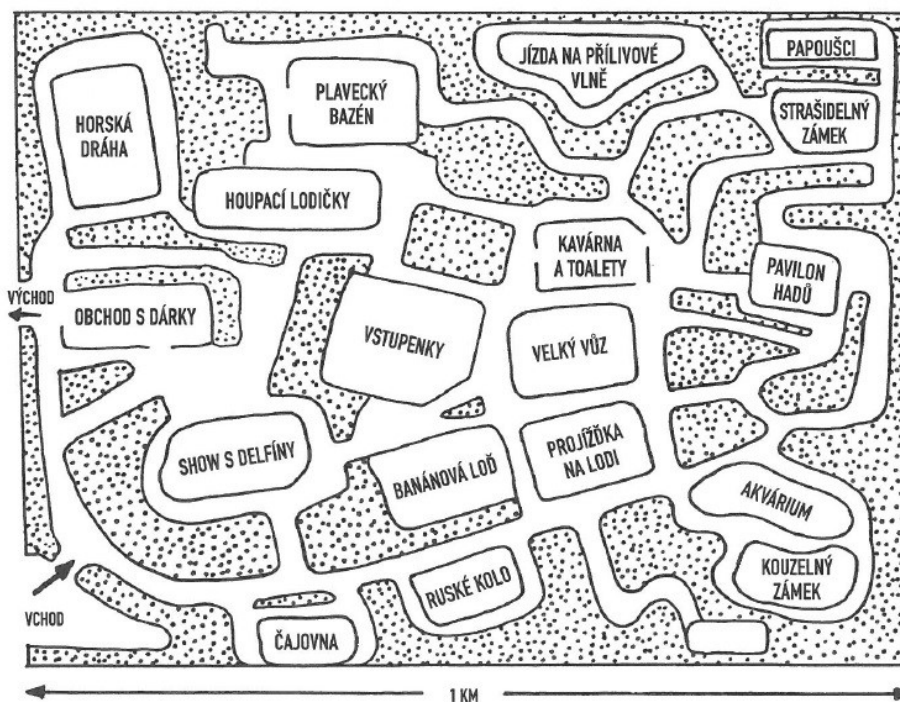 JÍZDA NA PŘÍLIVOVÉ
VLNĚ
PAPOUŠCI
PLAVECKÝ
BAZÉN
HORSKÁ
DRÁHA
STRAŠIDELNÝ
ZÁMEK
HOUPACÍ LODIČKY
KAVÁRNA
A TOALETY
PAVILON
HADŮ
VÝCHOD
OBCHOD S DÁRKY
VSTUPENKY
VELKÝ VŮZ
SHOW S DELFÍNY
BANÁNOVÁ LOĎ
PROJÍŽĎKA
NA LODI
AKVÁRIUM
KOUZELNÝ
ZÁMEK
RUSKÉ KOLO
VCHOD
ČAJOVNA
1 KM